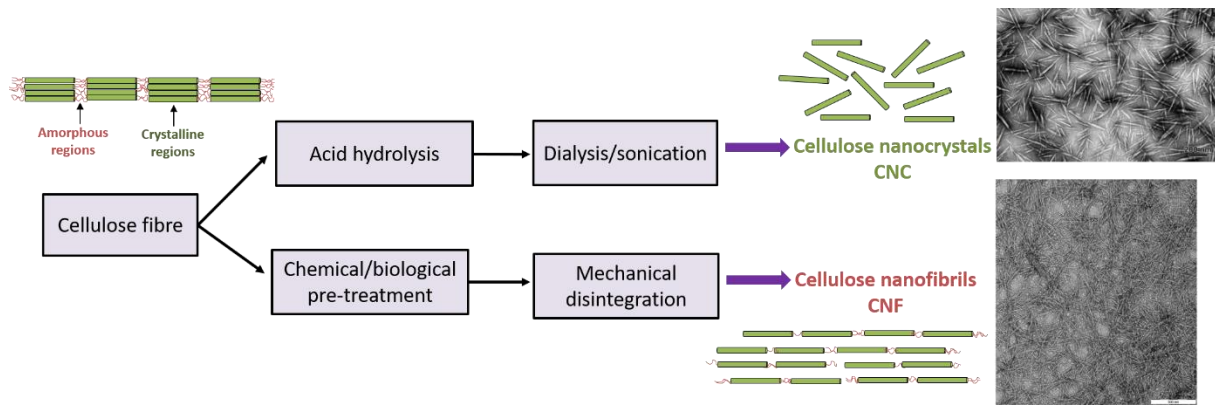 Amorphous
regions
Crystalline
regions
Cellulose fibre
Acid hydrolysis
Dialysis/sonication
Cellulose nanocrystals
CNC
Chemical/biological
pre-treatment
Mechanical
disintegration
Cellulose nanofibrils
CNF